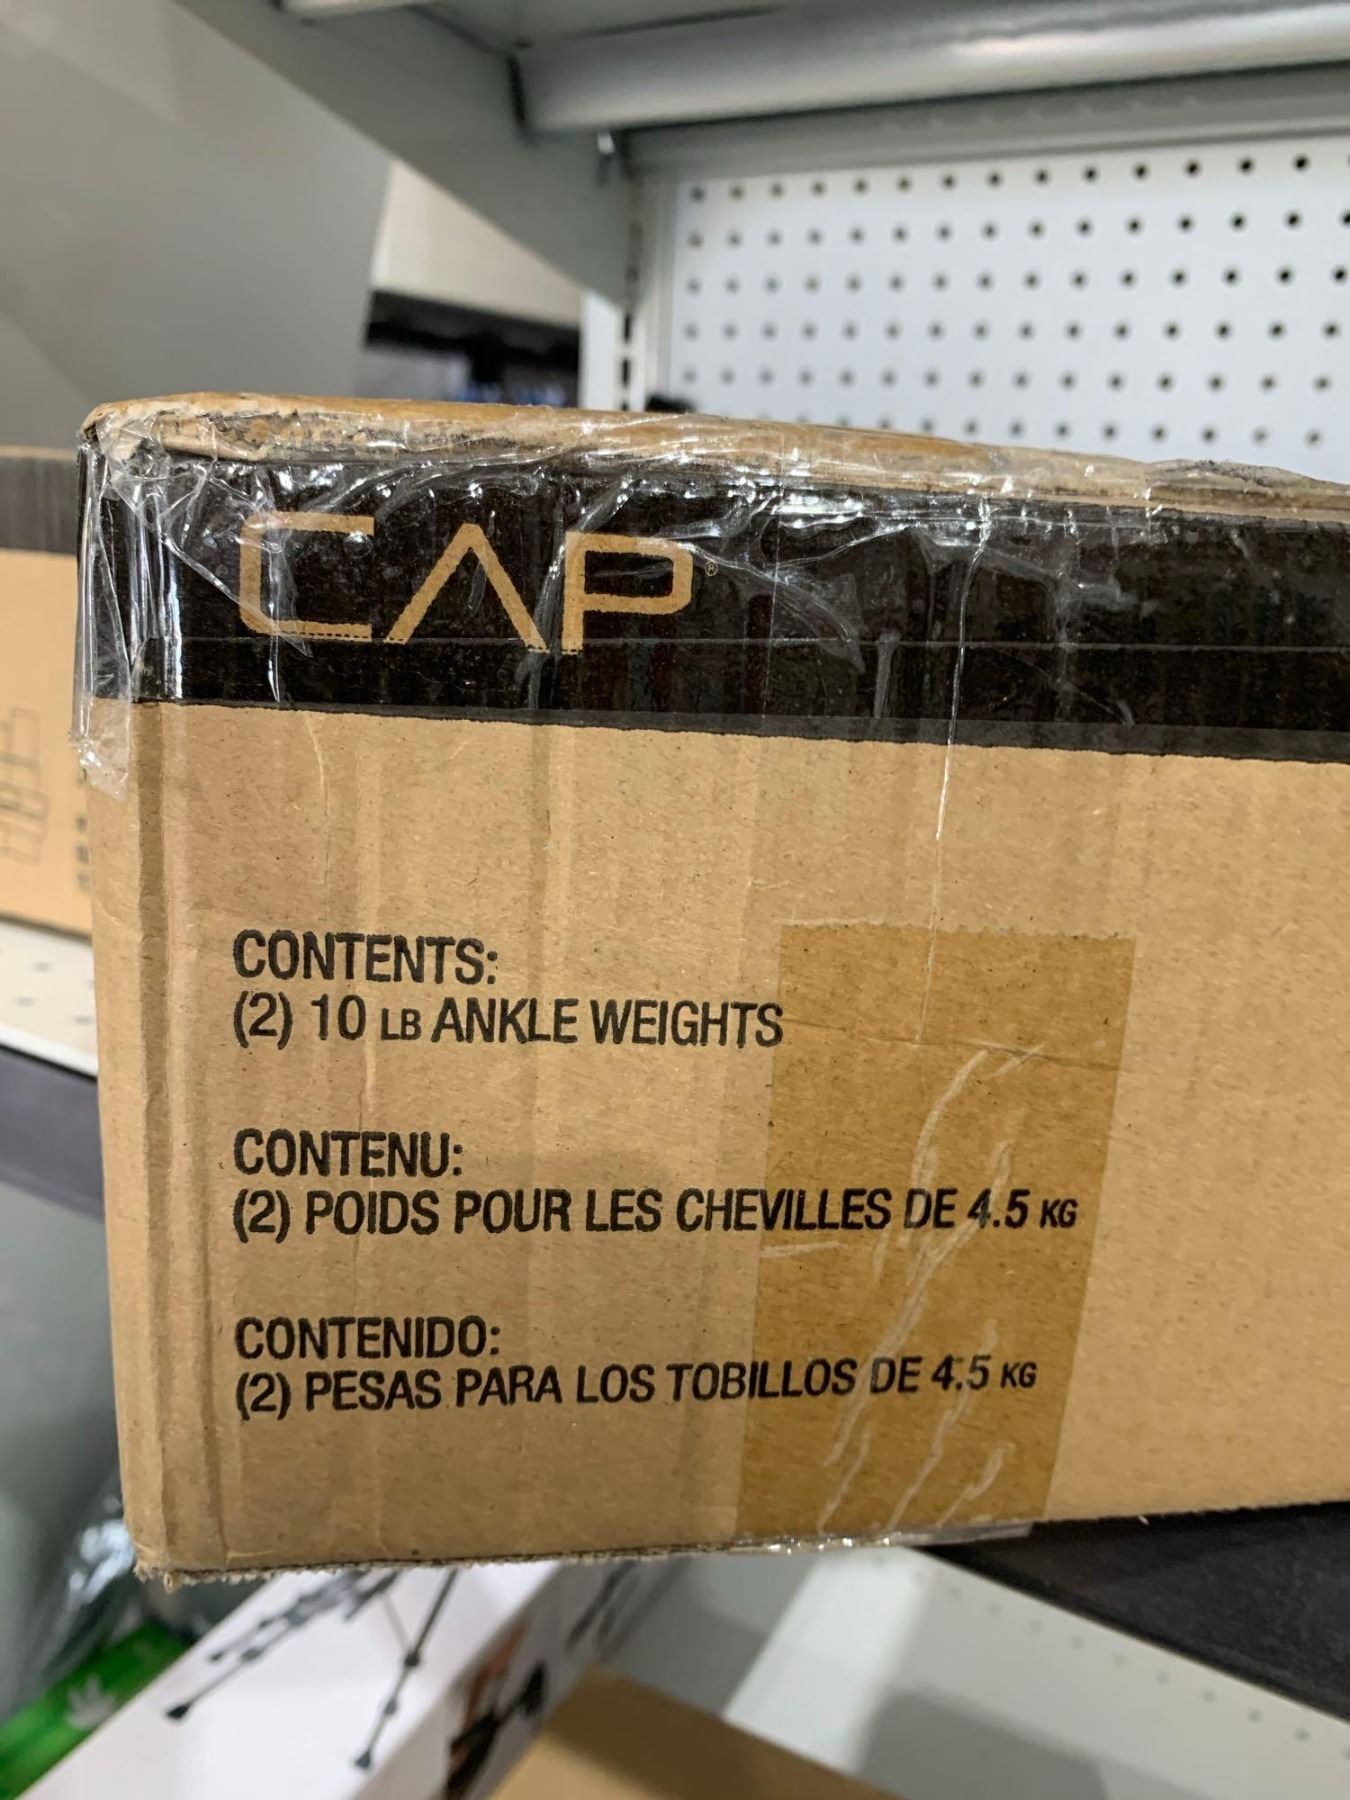 CAP®
CONTENTS:
(2) 10 LB ANKLE WEIGHTS
CONTENU:
(2) POIDS POUR LES CHEVILLES DE 4.5 KG
CONTENIDO:
(2) PESAS PARA LOS TOBILLOS DE 4.5 KG